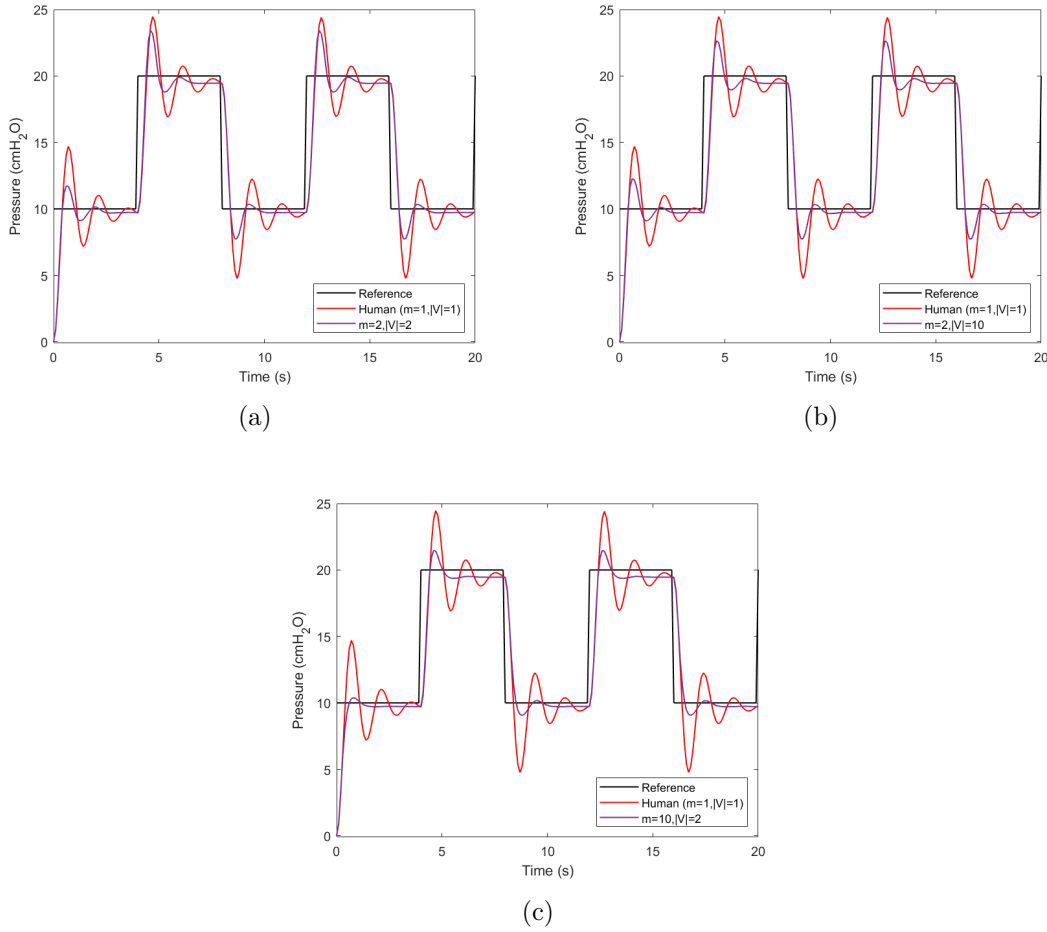 25
20
15
10
5
0
Pressure (cmH2O)
0 5 10 15 20
Time (s)
Reference
Human (m=1,|V|=1)
m=2,|V|=2
(a)
25
20
15
10
5
0
Pressure (cmH2O)
0 5 10 15 20
Time (s)
Reference
Human (m=1,|V|=1)
m=2,|V|=10
(b)
25
20
15
10
5
0
Pressure (cmH2O)
0 5 10 15 20
Time (s)
Reference
Human (m=1,|V|=1)
m=10,|V|=2
(c)